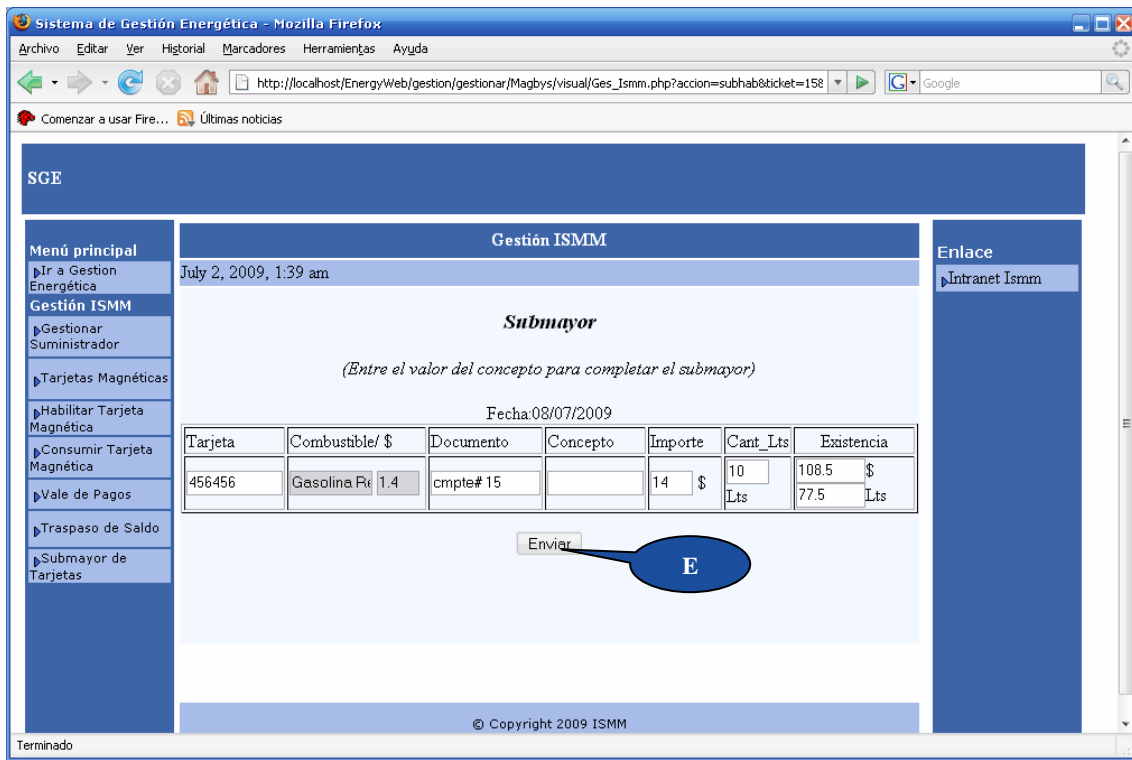 Sistema de Gestión Energética - Mozilla Firefox
Archivo Editar Ver Historial Marcadores Herramientas Ayuda
http://localhost/EnergyWeb/gestion/gestionar/Magbys/visual/Ges_Ismm.php?accion=subhab&ticket=158
Google
Comenzar a usar Fire... Últimas noticias
SGE
Menú principal
Ir a Gestion
Energética
Gestión ISMM
Gestionar
Suministrador
Tarjetas Magnéticas
Habilitar Tarjeta
Magnética
Consumir Tarjeta
Magnética
Vale de Pagos
Traspaso de Saldo
Submayor de
Tarjetas
Gestión ISMM
July 2, 2009, 1:39 am
Submayor
(Entre el valor del concepto para completar el submayor)
Fecha:08/07/2009
Tarjeta Combustible/ $ Documento Concepto Importe Cant_Lts Existencia
456456 Gasolina Re 1.4 cmpte# 15 14 $ 10 Lts 108.5 $
77.5 Lts
Enviar
E
Enlace
Intranet Ismm
© Copyright 2009 ISMM
Terminado